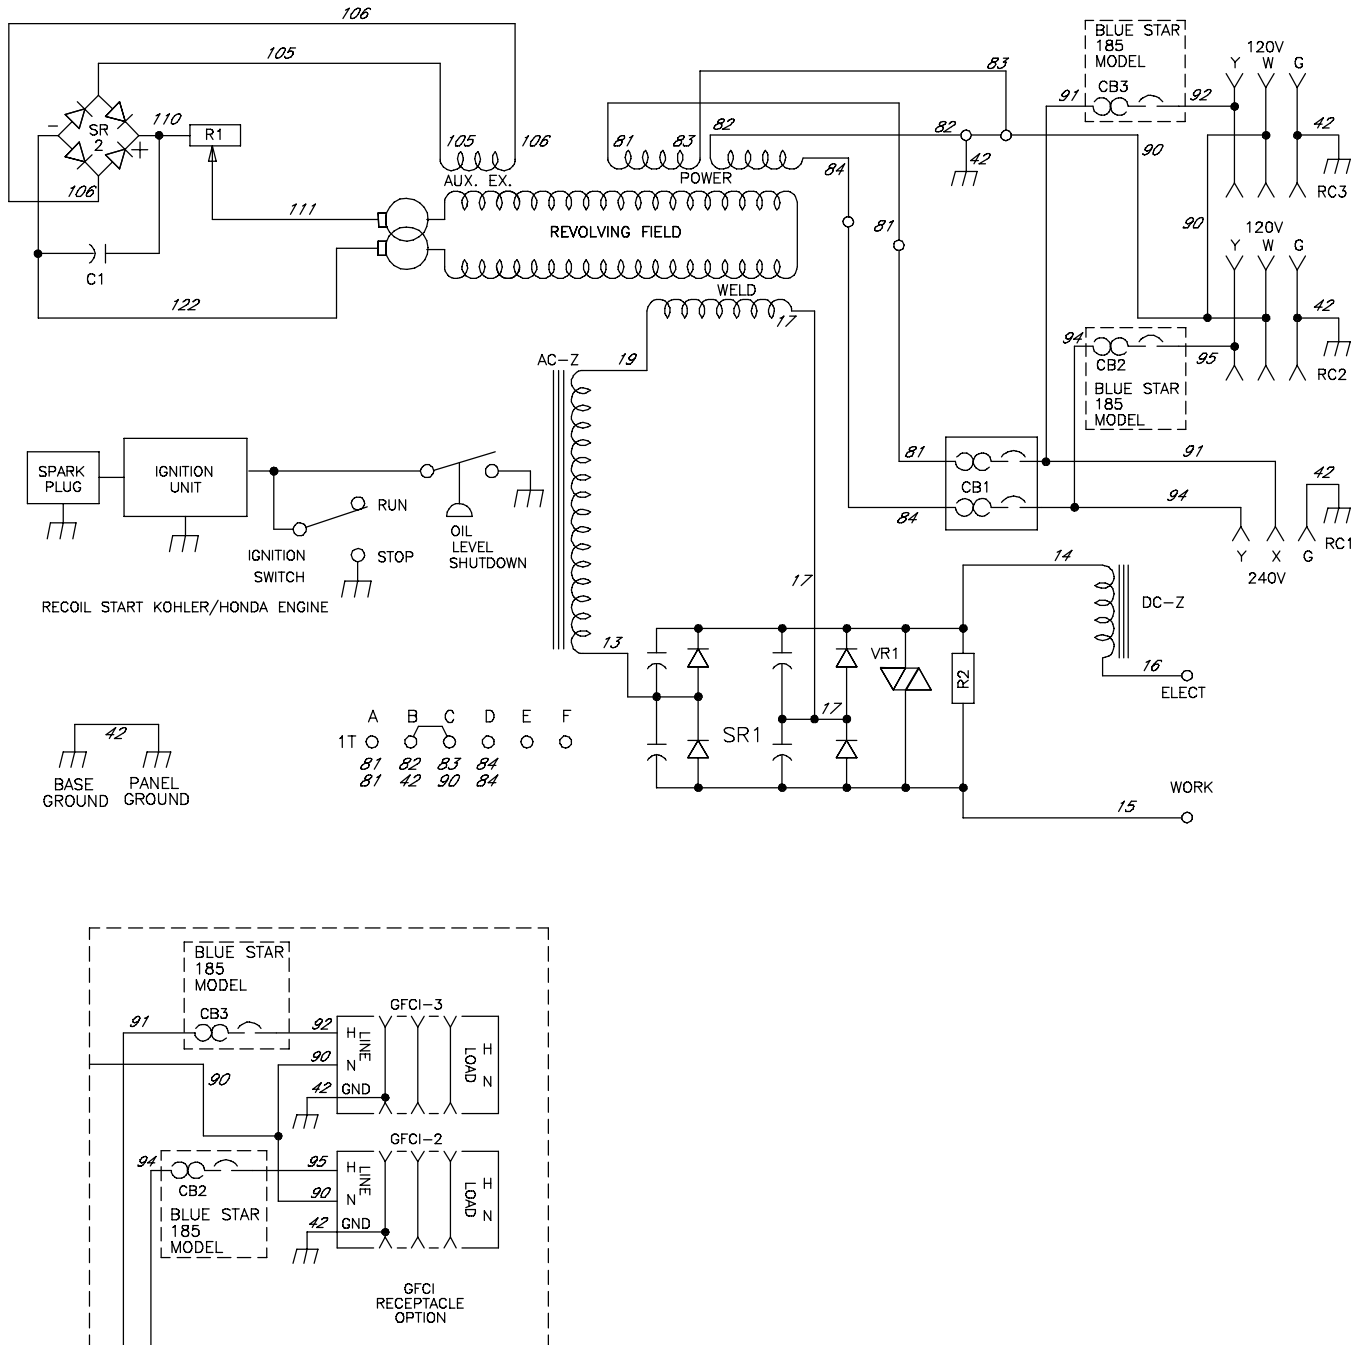 106
105
110
SR
2
-
+
R1
106
111
C1
122
105
106
AUX. EX.
REVOLVING FIELD
81
83
82
84
POWER
83
82
42
81
WELD
17
19
AC-Z
13
BLUE STAR
185
MODEL
CB3
91
92
120V
Y W G
42
RC3
90
90
120V
Y W G
42
RC2
94
95
CB2
BLUE STAR
185
MODEL
81
CB1
84
91
94
42
RC1
Y X G
240V
SPARK
PLUG
IGNITION
UNIT
RUN
STOP
IGNITION
SWITCH
OIL
LEVEL
SHUTDOWN
RECOIL START KOHLER/HONDA ENGINE
17
14
DC-Z
16
ELECT
VR1
R2
17
SR1
15
WORK
42
BASE
GROUND
PANEL
GROUND
A B C D E F
1T
81 82 83 84
81 42 90 84
BLUE STAR
185
MODEL
CB3
91
92
90
90
42
GFCI-3
H
N
GND
LINE
LOAD
H
N
94
CB2
BLUE STAR
185
MODEL
95
90
42
GFCI-2
H
N
GND
LINE
LOAD
H
N
GFCI
RECEPTACLE
OPTION